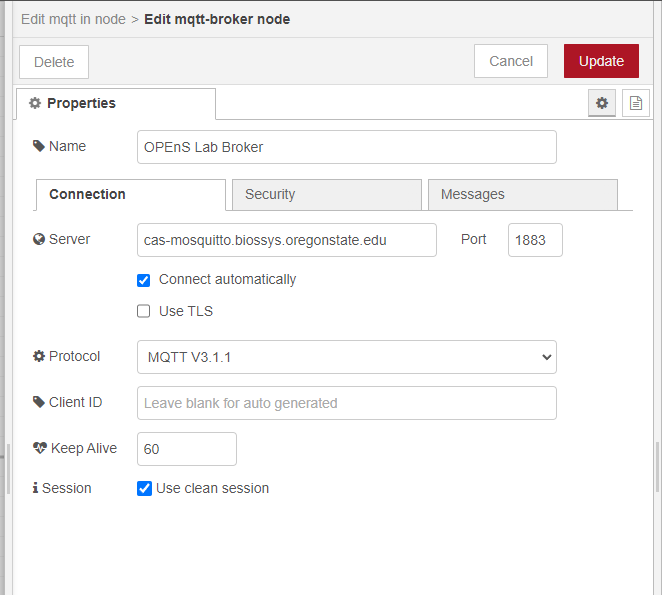 Edit mqtt in node > Edit mqtt-broker node
Delete
Cancel
Update
Properties
Name
OPEnS Lab Broker
Connection
Security
Messages
Server
cas-mosquitto.biossys.oregonstate.edu
Port
1883
Connect automatically
Use TLS
Protocol
MQTT V3.1.1
Client ID
Leave blank for auto generated
Keep Alive
60
Session
Use clean session